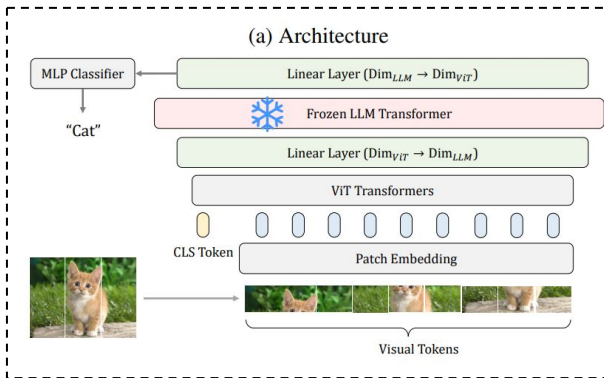 (a) Architecture
MLP Classifier
Linear Layer (Dim_LLM → Dim_ViT)
"Cat"
Frozen LLM Transformer
Linear Layer (Dim_ViT → Dim_LLM)
ViT Transformers
CLS Token
Patch Embedding
Visual Tokens